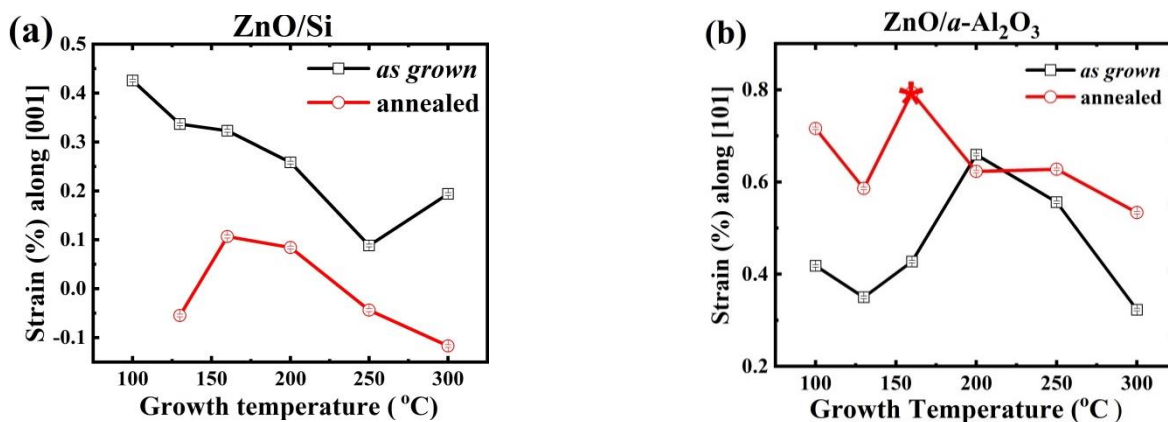 (a)
ZnO/Si
Strain (%) along [001]
0.5
0.4
0.3
0.2
0.1
0.0
-0.1
as grown
annealed
100 150 200 250 300
Growth temperature ( °C)
(b)
ZnO/a-Al₂O₃
Strain (%) along [101]
0.8
0.6
0.4
0.2
as grown
annealed
100 150 200 250 300
Growth Temperature (°C )